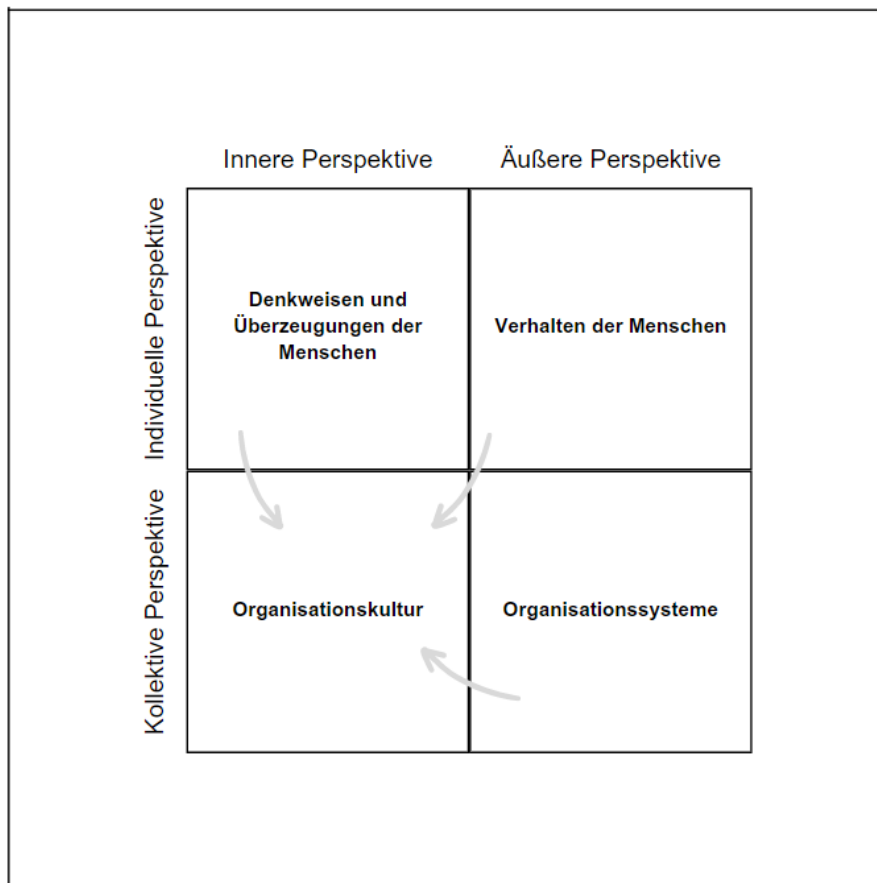 Innere Perspektive
Äußere Perspektive
Individuelle Perspektive
Denkweisen und
Überzeugungen der
Menschen
Verhalten der Menschen
Kollektive Perspektive
Organisationskultur
Organisationssysteme